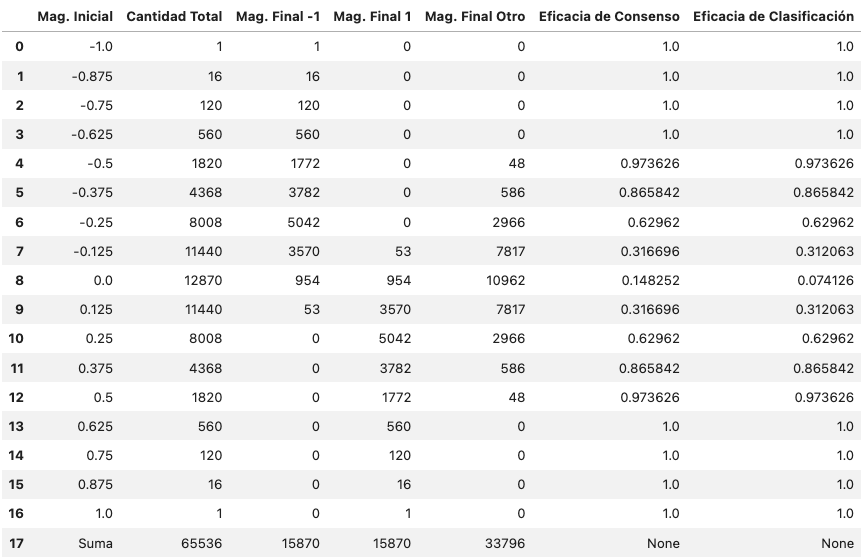 Mag. Inicial Cantidad Total Mag. Final -1 Mag. Final 1 Mag. Final Otro Eficacia de Consenso Eficacia de Clasificación
0 -1.0 1 1 0 0 1.0 1.0
1 -0.875 16 16 0 0 1.0 1.0
2 -0.75 120 120 0 0 1.0 1.0
3 -0.625 560 560 0 0 1.0 1.0
4 -0.5 1820 1772 0 48 0.973626 0.973626
5 -0.375 4368 3782 0 586 0.865842 0.865842
6 -0.25 8008 5042 0 2966 0.62962 0.62962
7 -0.125 11440 3570 53 7817 0.316696 0.312063
8 0.0 12870 954 954 10962 0.148252 0.074126
9 0.125 11440 53 3570 7817 0.316696 0.312063
10 0.25 8008 0 5042 2966 0.62962 0.62962
11 0.375 4368 0 3782 586 0.865842 0.865842
12 0.5 1820 0 1772 48 0.973626 0.973626
13 0.625 560 0 560 0 1.0 1.0
14 0.75 120 0 120 0 1.0 1.0
15 0.875 16 0 16 0 1.0 1.0
16 1.0 1 0 1 0 1.0 1.0
17 Suma 65536 15870 15870 33796 None None